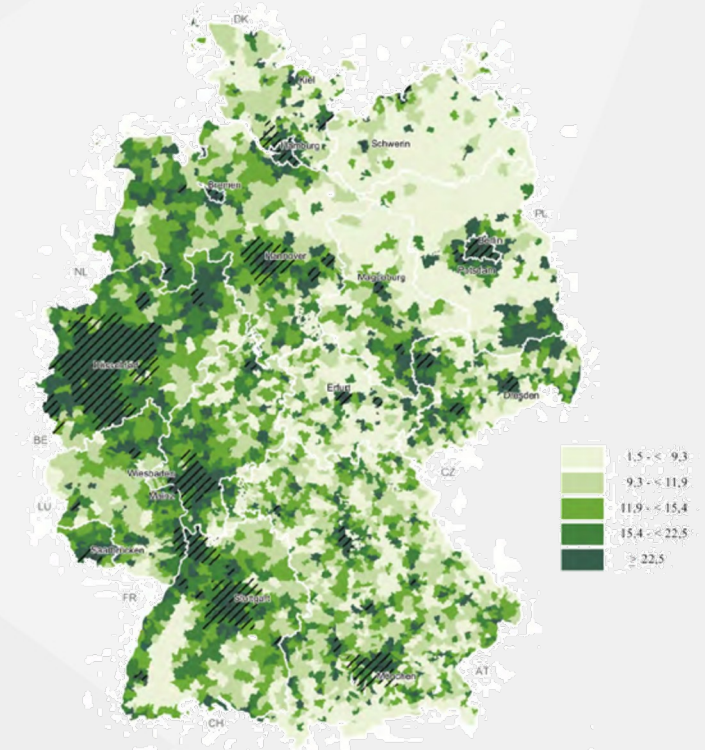 DK
Kiel
Hamburg
Schwerin
Bremen
PL
Berlin
Hannover
Potsdam
NL
Magdeburg
Düsseldorf
Erfurt
Dresden
BE
Wiesbaden
CZ
1,5 - < 9,3
9,3 - < 11,9
Mainz
LU
11,9 - < 15,4
15,4 - < 22,5
Saarbrücken
≥ 22,5
FR
Stuttgart
AT
München
CH